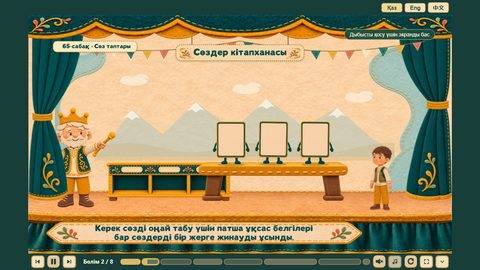 Қаз Eng 中文
Дыбысты қосу үшін экранды бас
65-сабақ · Сөз таптары
Сөздер кітапханасы
Керек сөзді оңай табу үшін патша ұқсас белгілері
бар сөздерді бір жерге жинауды ұсынды.
Бөлім 2 / 8